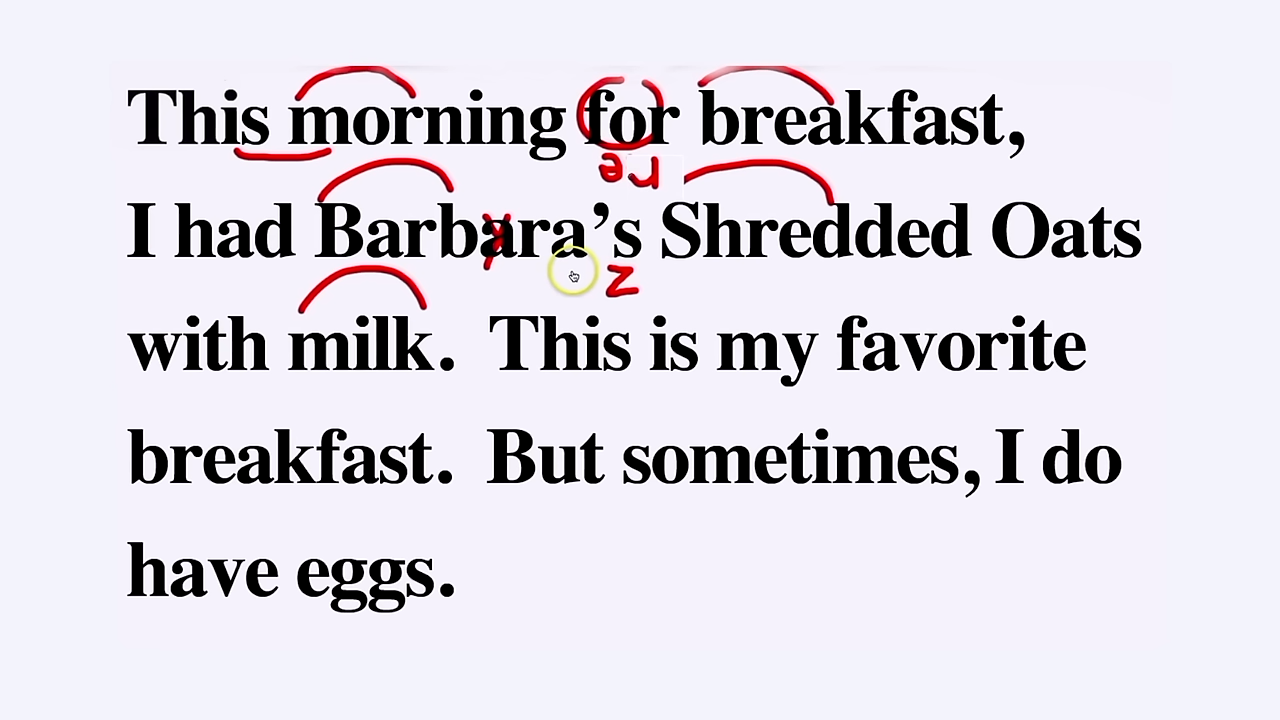 This morning for breakfast,
I had Barbara’s Shredded Oats
z
with milk. This is my favorite
breakfast. But sometimes, I do
have eggs.